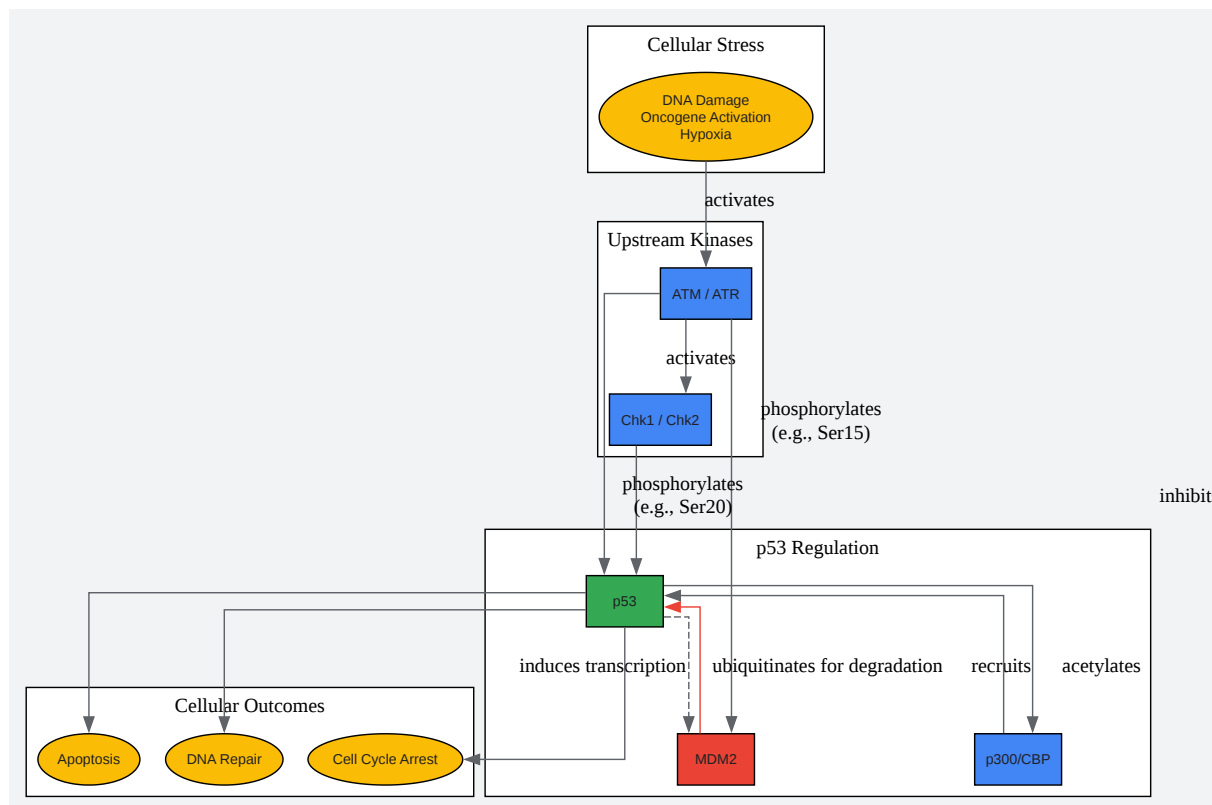 Cellular Stress
DNA Damage
Oncogene Activation
Hypoxia
activates
Upstream Kinases
ATM / ATR
activates
Chk1 / Chk2
phosphorylates
(e.g., Ser15)
phosphorylates
(e.g., Ser20)
inhibit
p53 Regulation
p53
induces transcription
ubiquitinates for degradation
recruits
acetylates
Cellular Outcomes
Apoptosis
DNA Repair
Cell Cycle Arrest
MDM2
p300/CBP